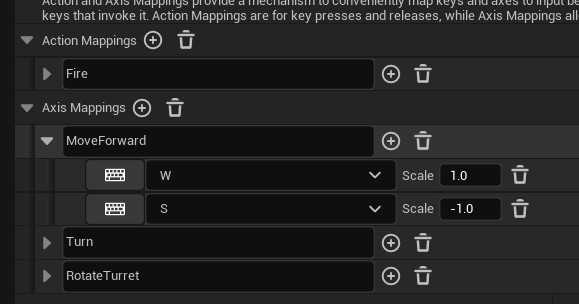 Action and Axis Mappings provide a mechanism to conveniently map keys and axes to input be
keys that invoke it. Action Mappings are for key presses and releases, while Axis Mappings all
Action Mappings
Fire
Axis Mappings
MoveForward
W Scale 1.0
S Scale -1.0
Turn
RotateTurret